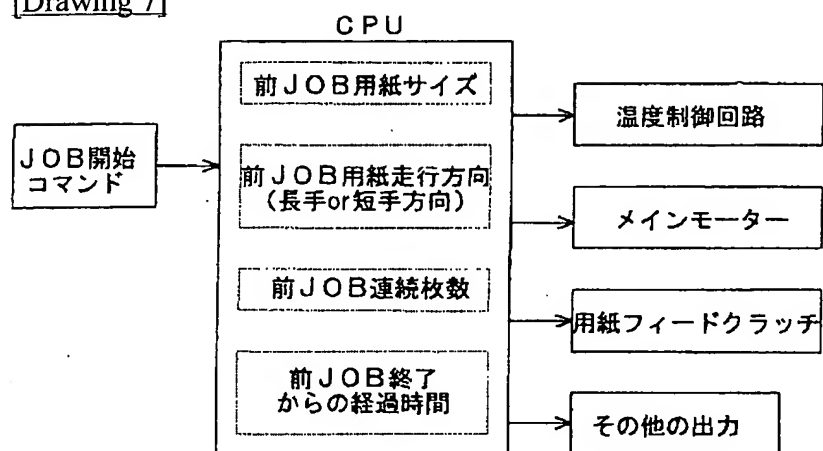 [Drawing 7]
CPU
JOB開始
コマンド
前JOB用紙サイズ
前JOB用紙走行方向
（長手or短手方向）
前JOB連続枚数
前JOB終了
からの経過時間
温度制御回路
メインモーター
用紙フィードクラッチ
その他の出力